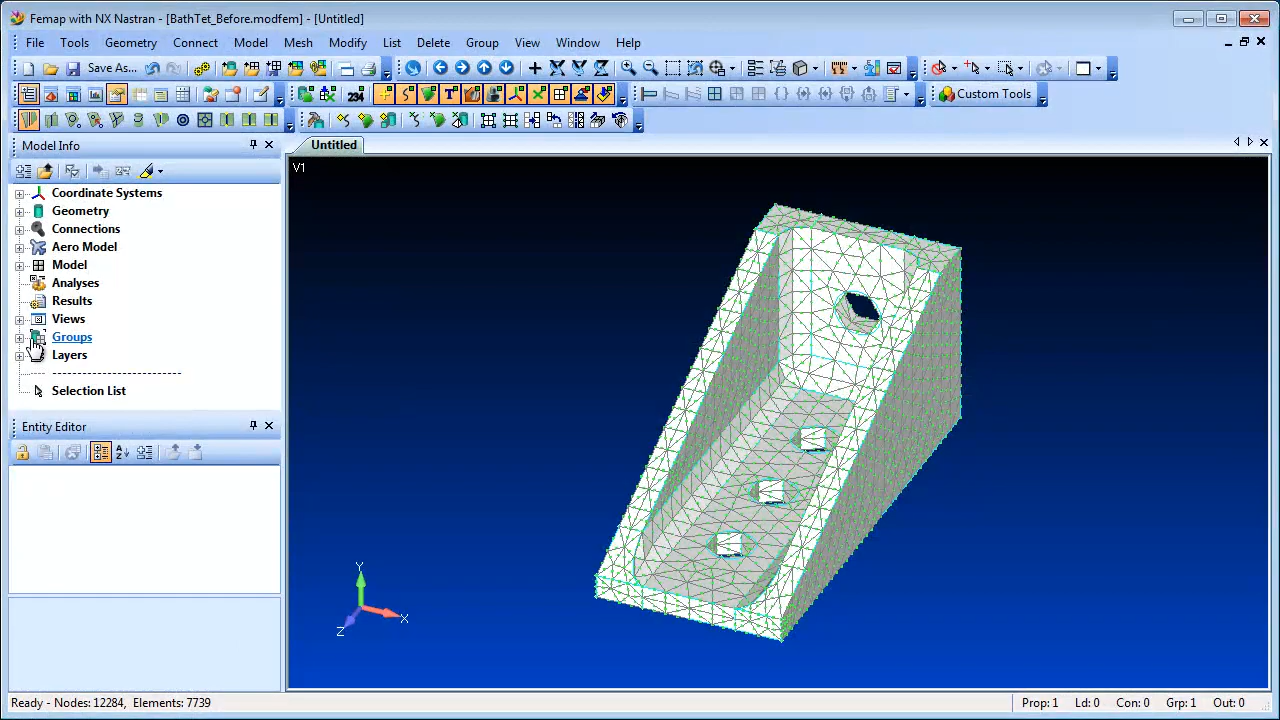 Femap with NX Nastran - [BathTet_Before.modfem] - [Untitled]
File Tools Geometry Connect Model Mesh Modify List Delete Group View Window Help
Save As...
234
Custom Tools
Model Info
Untitled
V1
Coordinate Systems
Geometry
Connections
Aero Model
Model
Analyses
Results
Views
Groups
Layers
Selection List
Entity Editor
Y
X
Z
Ready - Nodes: 12284, Elements: 7739
Prop: 1 Ld: 0 Con: 0 Grp: 1 Out: 0